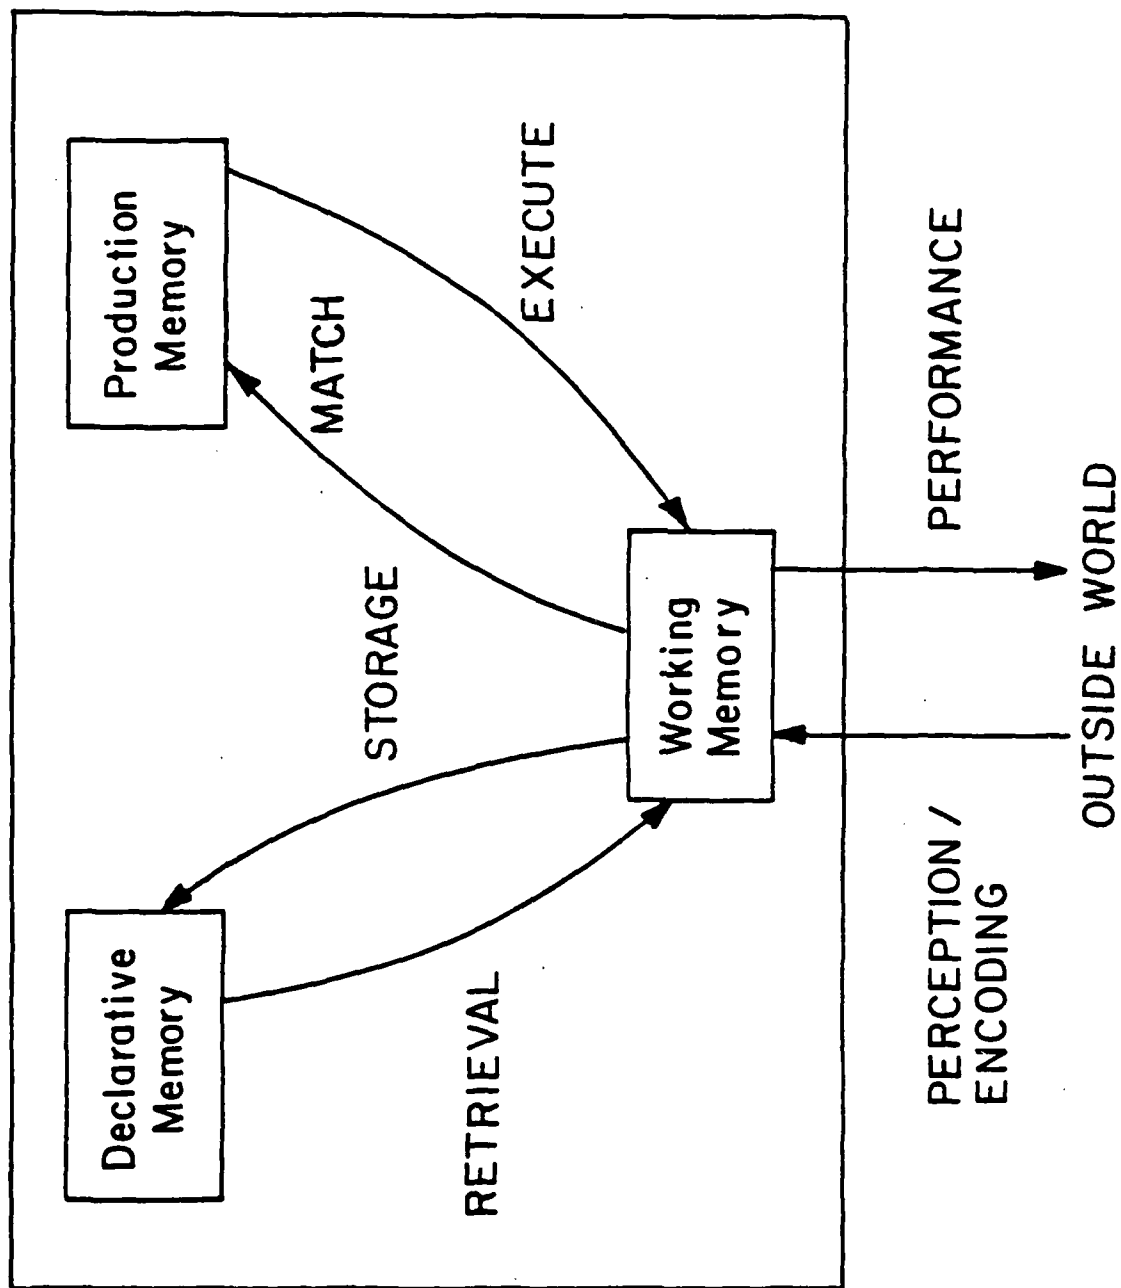 Declarative
Memory
Production
Memory
STORAGE
MATCH
RETRIEVAL
EXECUTE
Working
Memory
PERCEPTION /
ENCODING
PERFORMANCE
OUTSIDE WORLD